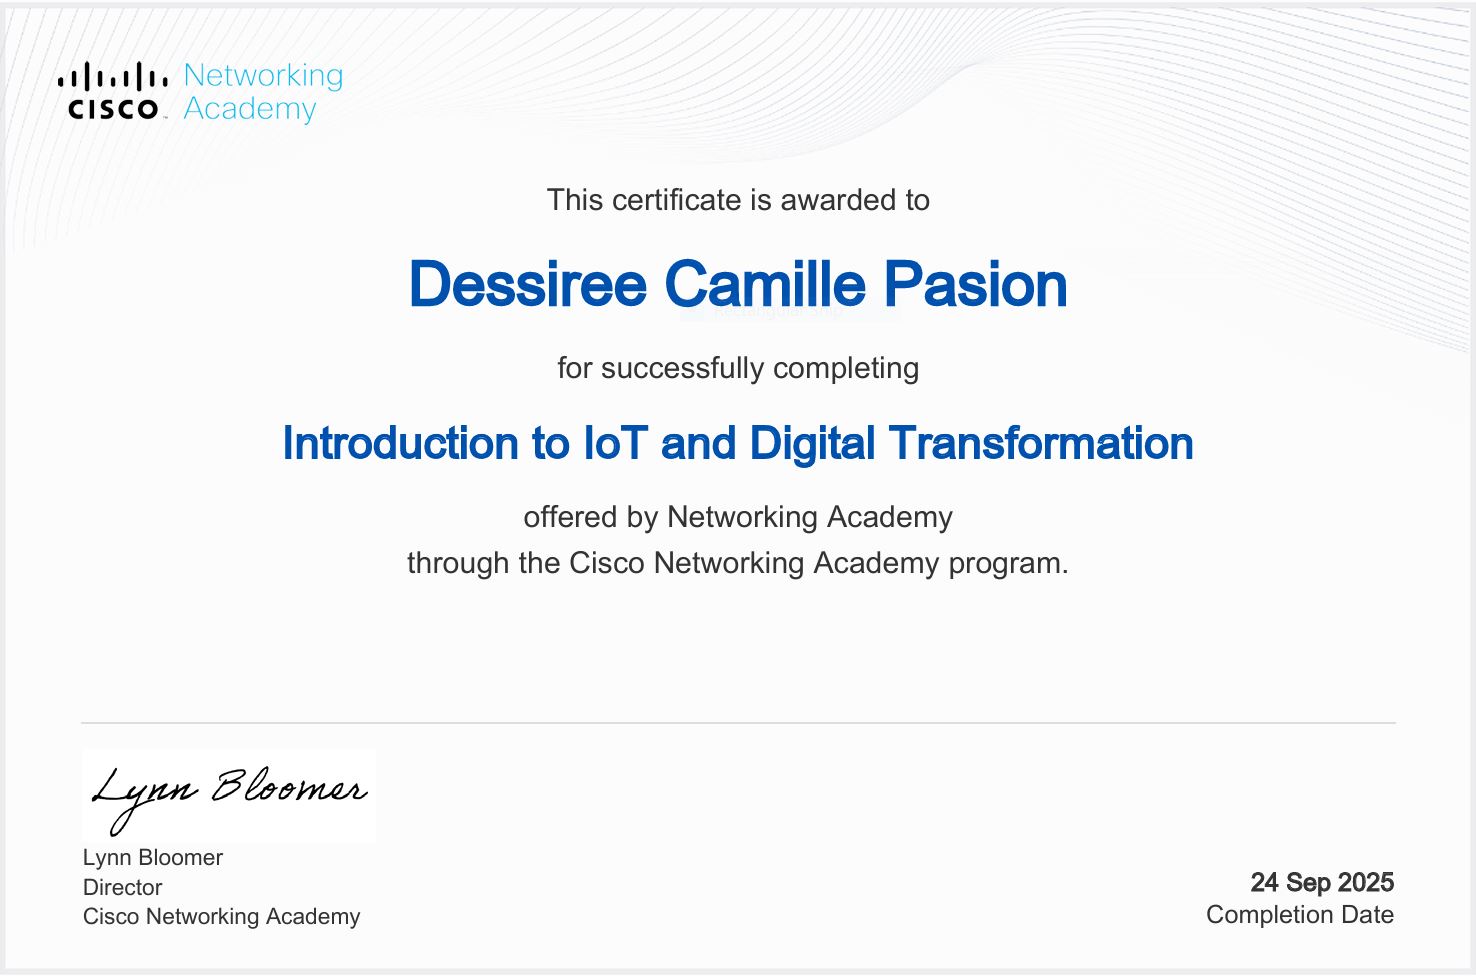 CISCO Networking
Academy
This certificate is awarded to
Dessiree Camille Pasion
for successfully completing
Introduction to IoT and Digital Transformation
offered by Networking Academy
through the Cisco Networking Academy program.
Lynn Bloomer
Lynn Bloomer
Director
Cisco Networking Academy
24 Sep 2025
Completion Date